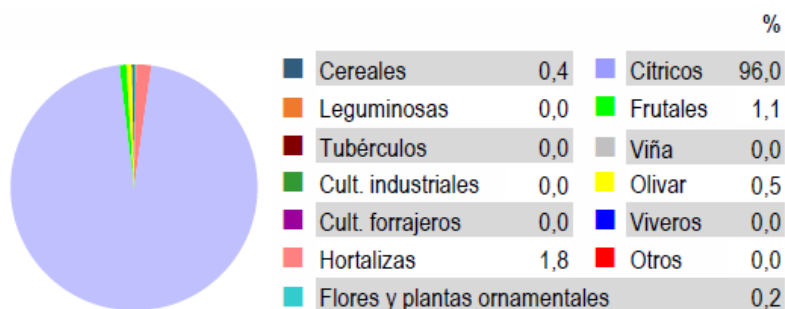 %
Cereales 0,4 Cítricos 96,0
Leguminosas 0,0 Frutales 1,1
Tubérculos 0,0 Viña 0,0
Cult. industriales 0,0 Olivar 0,5
Cult. forrajeros 0,0 Viveros 0,0
Hortalizas 1,8 Otros 0,0
Flores y plantas ornamentales 0,2